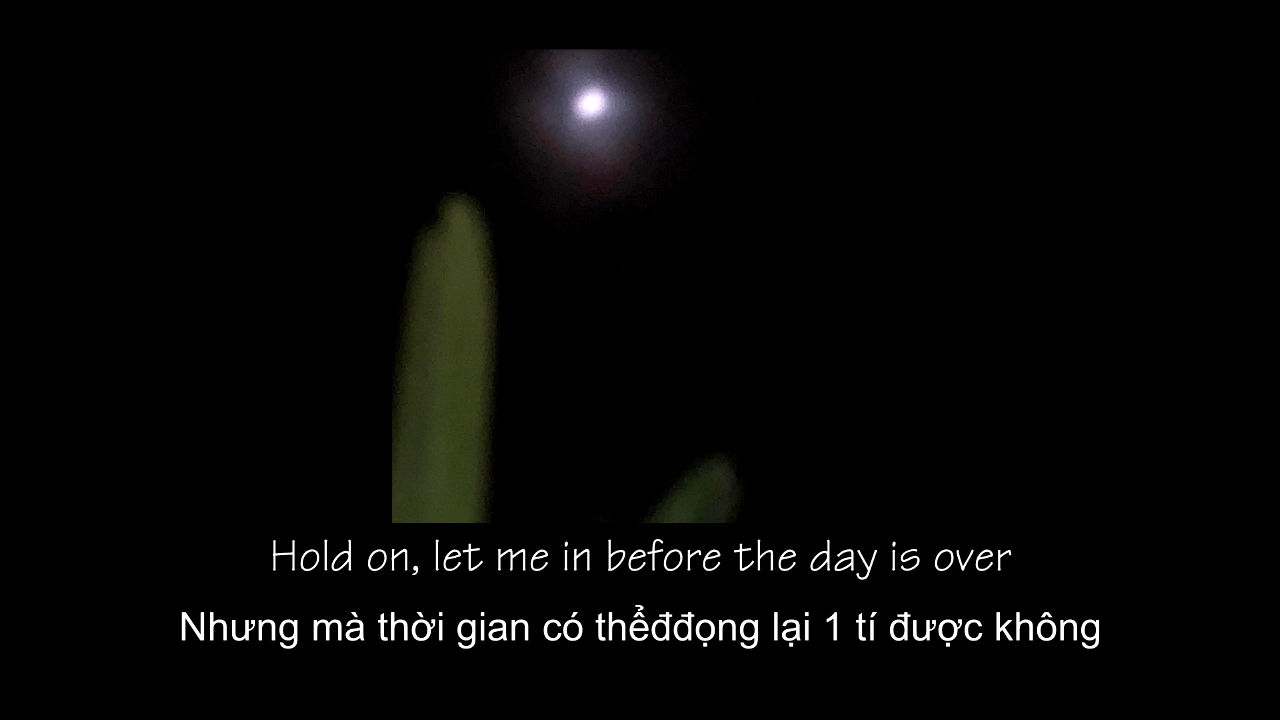 Hold on, let me in before the day is over
Nhưng mà thời gian có thểđđọng lại 1 tí được không